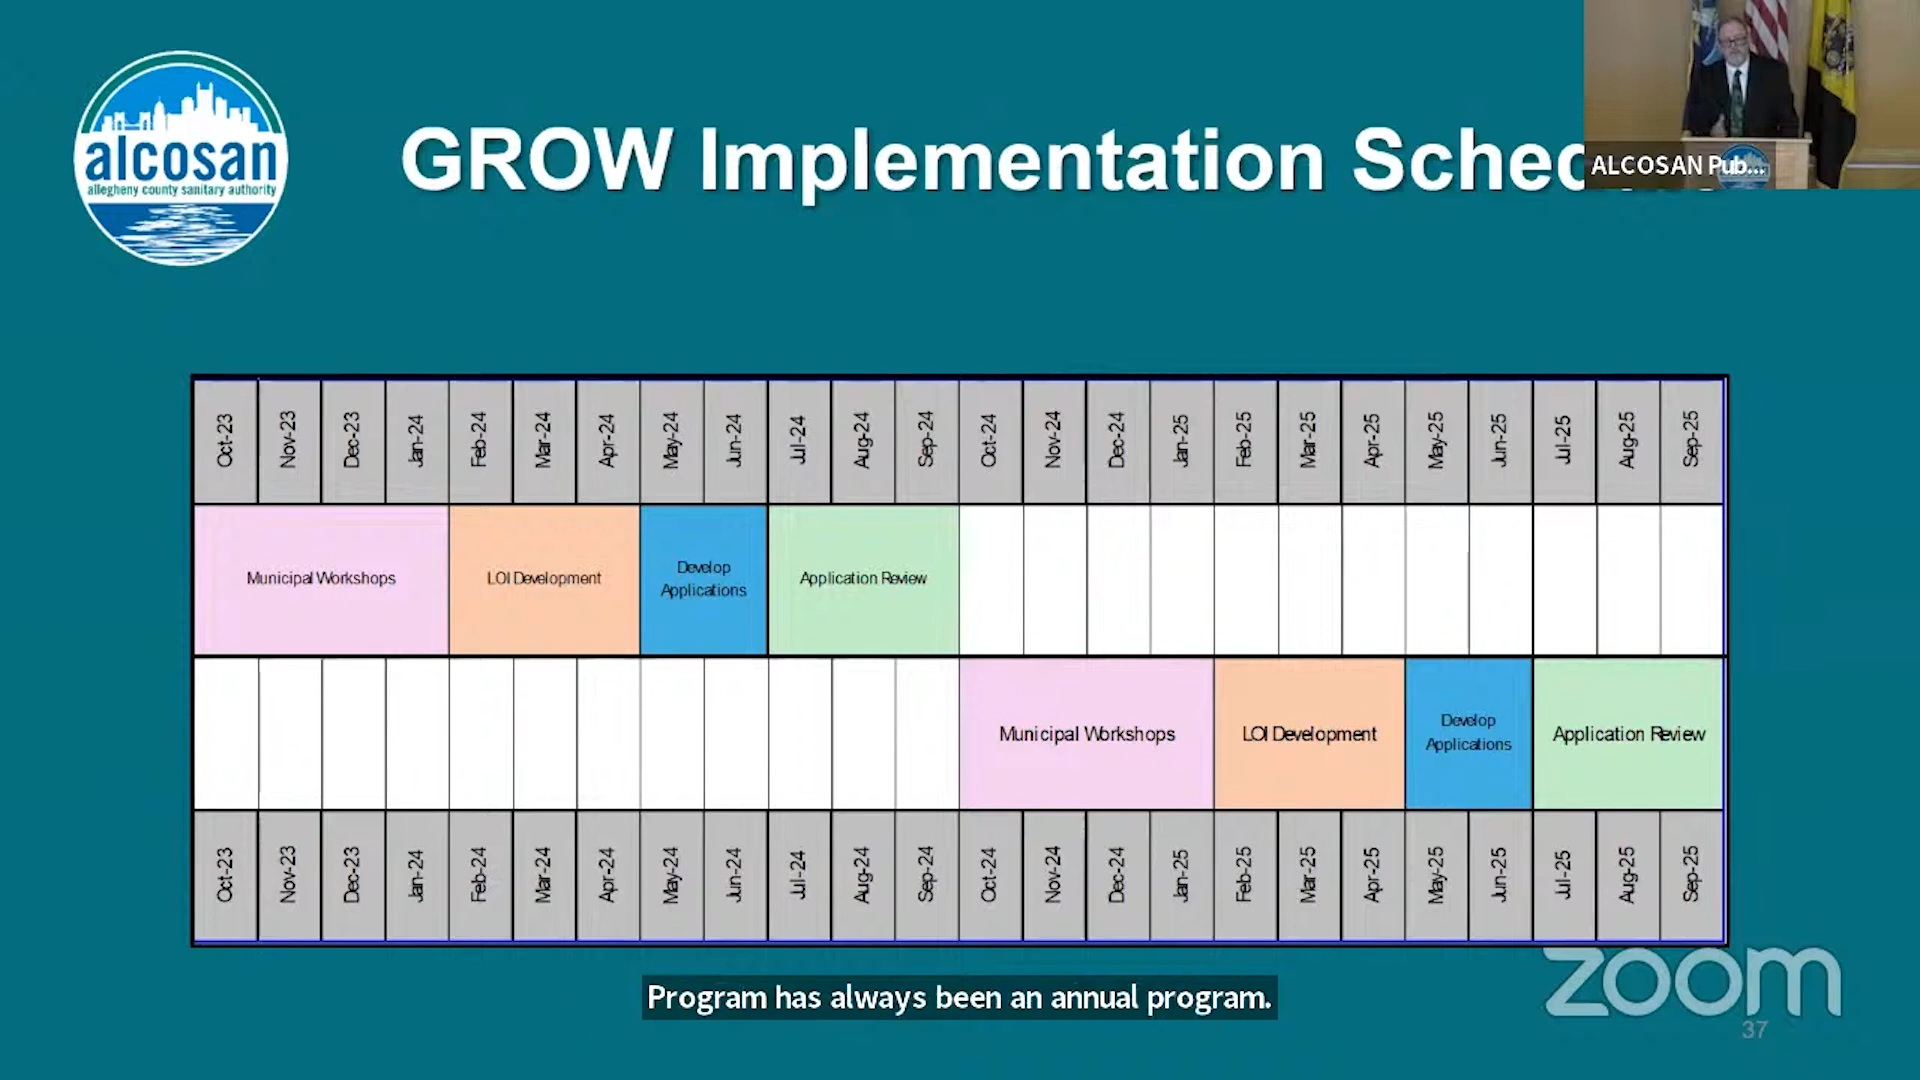 alcosan
allegheny county sanitary authority
GROW Implementation Sched
ALCOSAN Pub...
Oct-23 Nov-23 Dec-23 Jan-24 Feb-24 Mar-24 Apr-24 May-24 Jun-24 Jul-24 Aug-24 Sep-24 Oct-24 Nov-24 Dec-24 Jan-25 Feb-25 Mar-25 Apr-25 May-25 Jun-25 Jul-25 Aug-25 Sep-25
Municipal Workshops
LOI Development
Develop
Applications
Application Review
Municipal Workshops
LOI Development
Develop
Applications
Application Review
Oct-23 Nov-23 Dec-23 Jan-24 Feb-24 Mar-24 Apr-24 May-24 Jun-24 Jul-24 Aug-24 Sep-24 Oct-24 Nov-24 Dec-24 Jan-25 Feb-25 Mar-25 Apr-25 May-25 Jun-25 Jul-25 Aug-25 Sep-25
Program has always been an annual program.
zoom
37